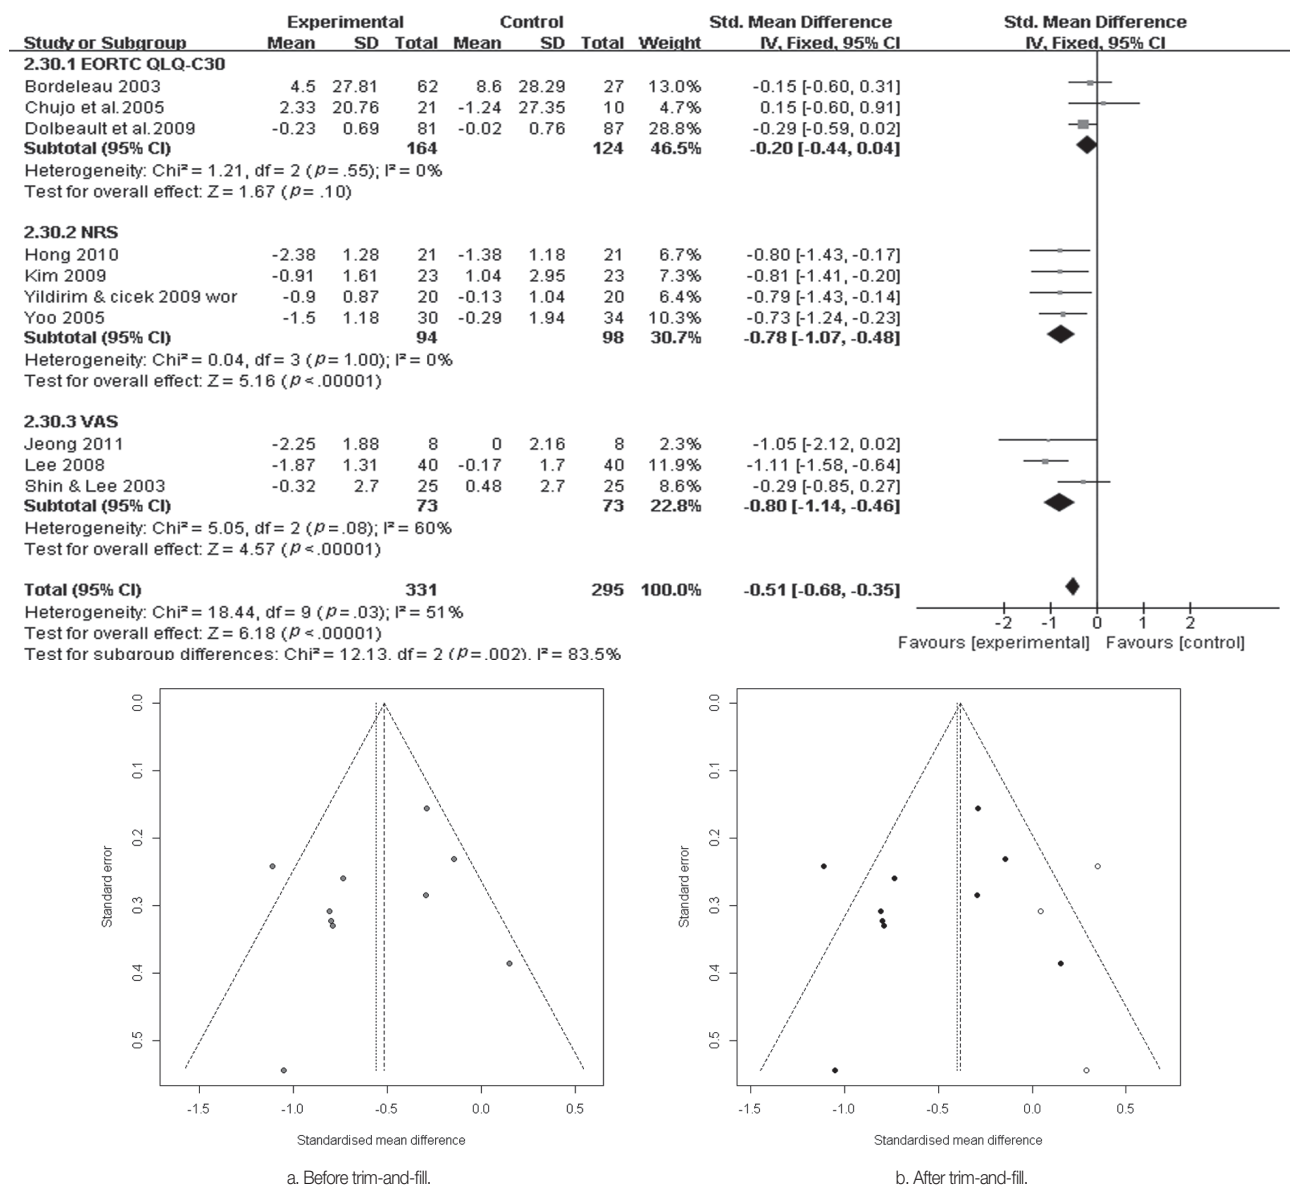 Experimental Control Std. Mean Difference Std. Mean Difference
Study or Subgroup Mean SD Total Mean SD Total Weight IV, Fixed, 95% CI IV, Fixed, 95% CI
2.30.1 EORTC QLQ-C30
Bordeleau 2003 4.5 27.81 62 8.6 28.29 27 13.0% -0.15 [-0.60, 0.31]
Chujo et al.2005 2.33 20.76 21 -1.24 27.35 10 4.7% 0.15 [-0.60, 0.91]
Dolbeault et al.2009 -0.23 0.69 81 -0.02 0.76 87 28.8% -0.29 [-0.59, 0.02]
Subtotal (95% CI) 164 124 46.5% -0.20 [-0.44, 0.04]
Heterogeneity: Chi² = 1.21, df = 2 (p= .55); I² = 0%
Test for overall effect: Z = 1.67 (p= .10)
2.30.2 NRS
Hong 2010 -2.38 1.28 21 -1.38 1.18 21 6.7% -0.80 [-1.43, -0.17]
Kim 2009 -0.91 1.61 23 1.04 2.95 23 7.3% -0.81 [-1.41, -0.20]
Yildirim & cicek 2009 wor -0.9 0.87 20 -0.13 1.04 20 6.4% -0.79 [-1.43, -0.14]
Yoo 2005 -1.5 1.18 30 -0.29 1.94 34 10.3% -0.73 [-1.24, -0.23]
Subtotal (95% CI) 94 98 30.7% -0.78 [-1.07, -0.48]
Heterogeneity: Chi² = 0.04, df = 3 (p= 1.00); I² = 0%
Test for overall effect: Z = 5.16 (p< .00001)
2.30.3 VAS
Jeong 2011 -2.25 1.88 8 0 2.16 8 2.3% -1.05 [-2.12, 0.02]
Lee 2008 -1.87 1.31 40 -0.17 1.7 40 11.9% -1.11 [-1.58, -0.64]
Shin & Lee 2003 -0.32 2.7 25 0.48 2.7 25 8.6% -0.29 [-0.85, 0.27]
Subtotal (95% CI) 73 73 22.8% -0.80 [-1.14, -0.46]
Heterogeneity: Chi² = 5.05, df = 2 (p= .08); I² = 60%
Test for overall effect: Z = 4.57 (p< .00001)
Total (95% CI) 331 295 100.0% -0.51 [-0.68, -0.35]
Heterogeneity: Chi² = 18.44, df = 9 (p= .03); I² = 51%
Test for overall effect: Z = 6.18 (p< .00001)
Test for subgroup differences: Chi² = 12.13, df = 2 (p= .002), I² = 83.5%
-2 -1 0 1 2
Favours [experimental] Favours [control]
0.0
0.1
0.2
0.3
0.4
0.5
Standard error
-1.5 -1.0 -0.5 0.0 0.5
Standardised mean difference
a. Before trim-and-fill.
0.0
0.1
0.2
0.3
0.4
0.5
Standard error
-1.5 -1.0 -0.5 0.0 0.5
Standardised mean difference
b. After trim-and-fill.